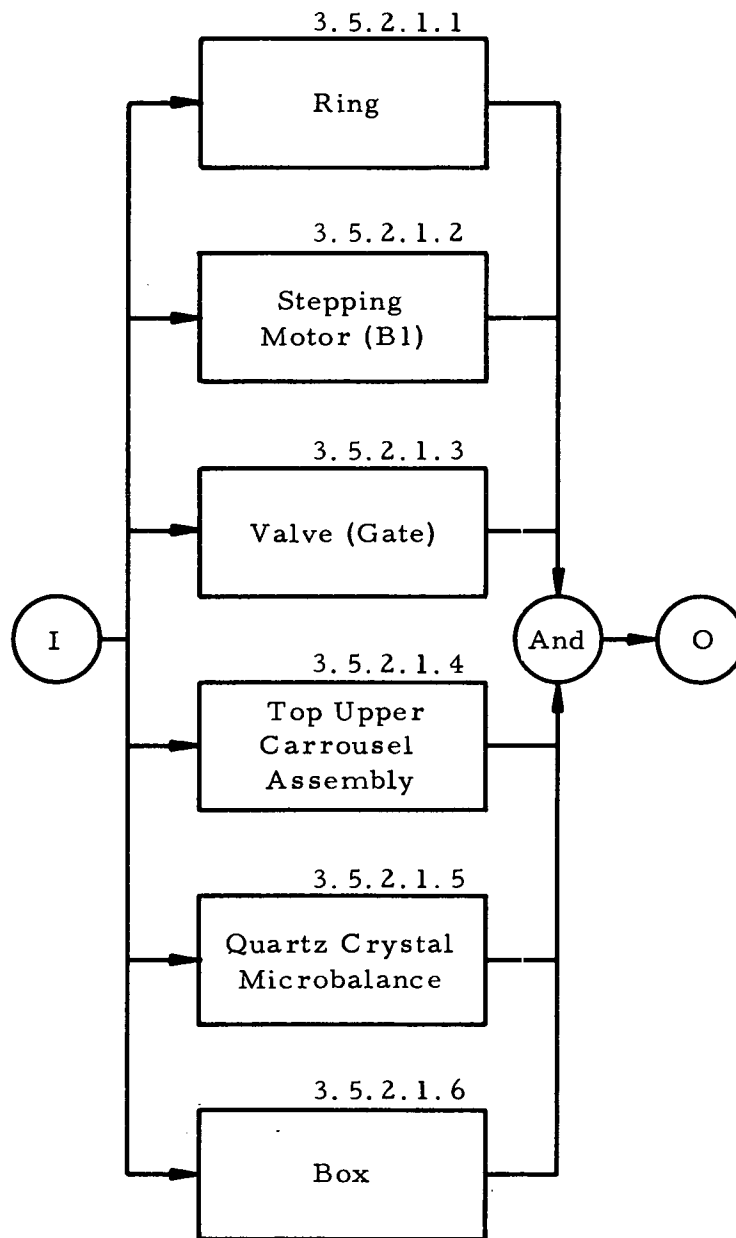 3.5.2.1.1
Ring
3.5.2.1.2
Stepping
Motor (B1)
3.5.2.1.3
Valve (Gate)
I
And
O
3.5.2.1.4
Top Upper
Carrousel
Assembly
3.5.2.1.5
Quartz Crystal
Microbalance
3.5.2.1.6
Box